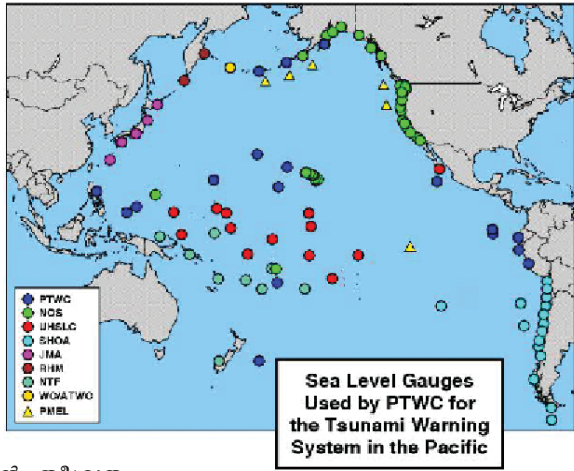 PTWC
NOS
UHSLC
SHOA
JMA
RHM
NTF
WC/ATWC
PMEL
Sea Level Gauges
Used by PTWC for
the Tsunami Warning
System in the Pacific